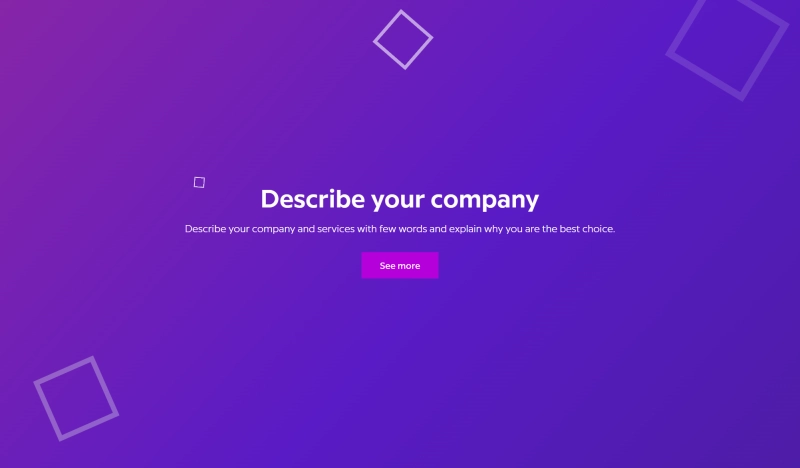 Describe your company
Describe your company and services with few words and explain why you are the best choice.
See more